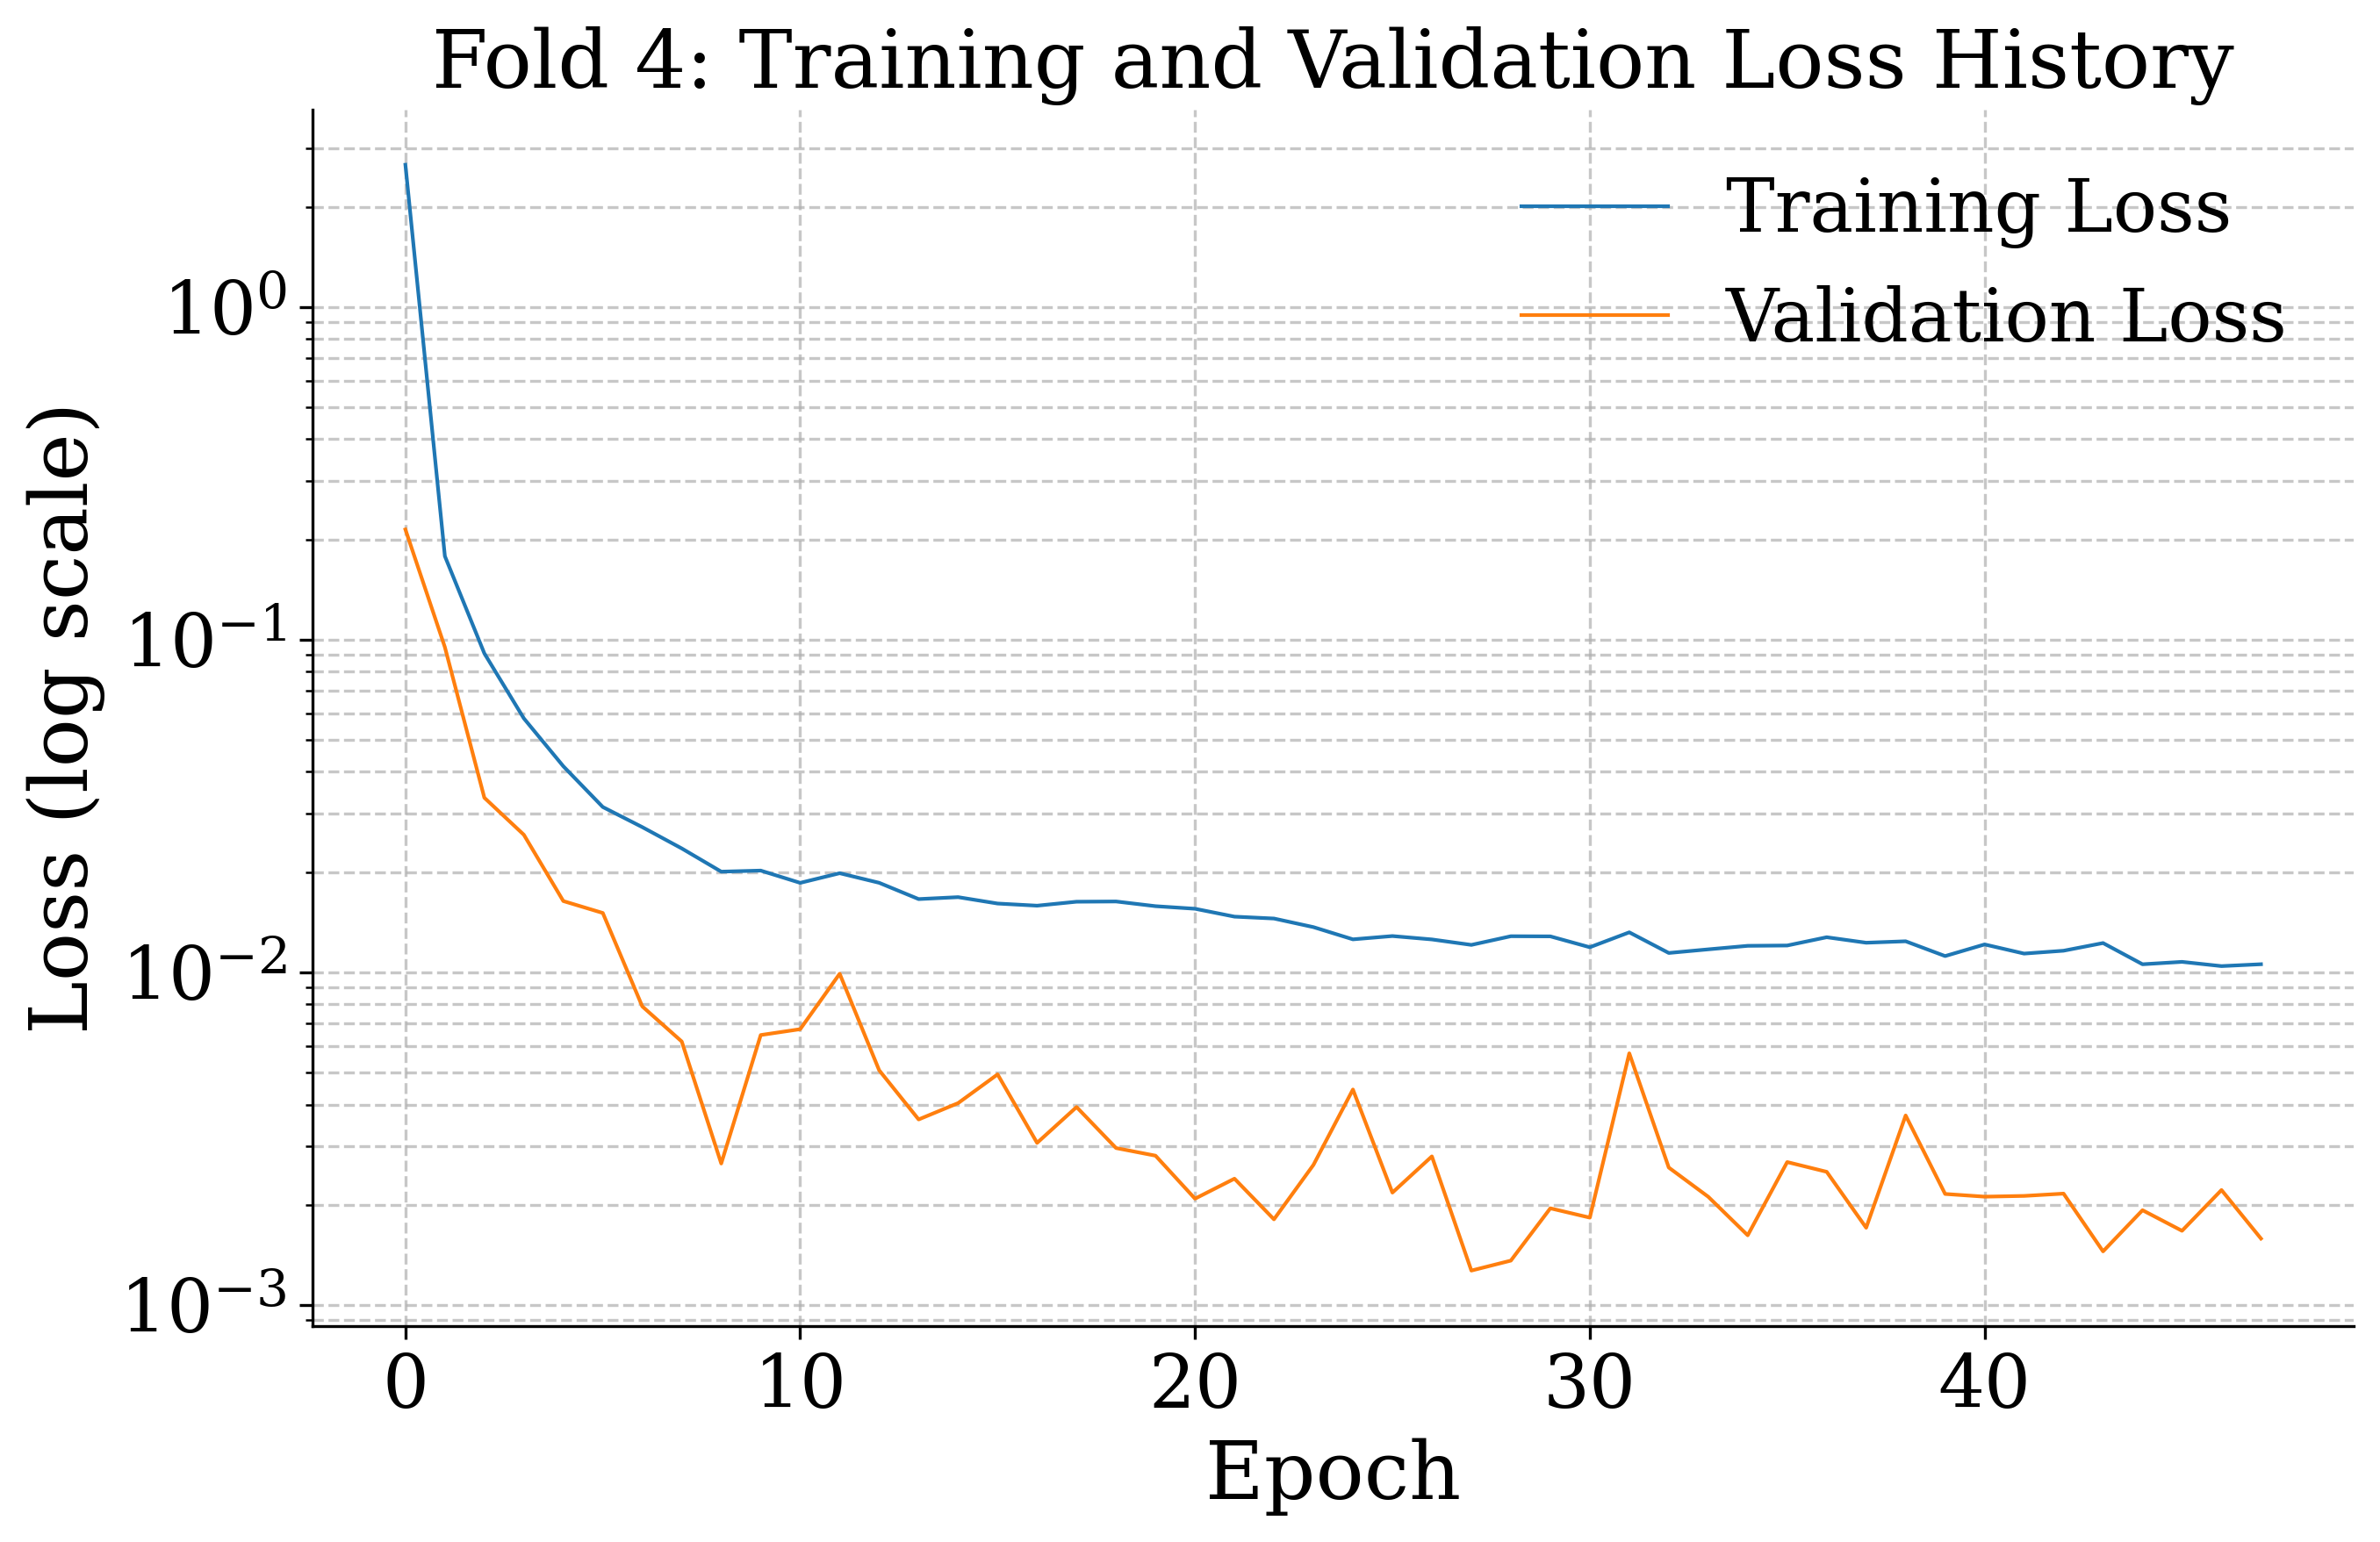 Fold 4: Training and Validation Loss History
Training Loss
Validation Loss
Loss (log scale)
10⁰
10⁻¹
10⁻²
10⁻³
0 10 20 30 40
Epoch